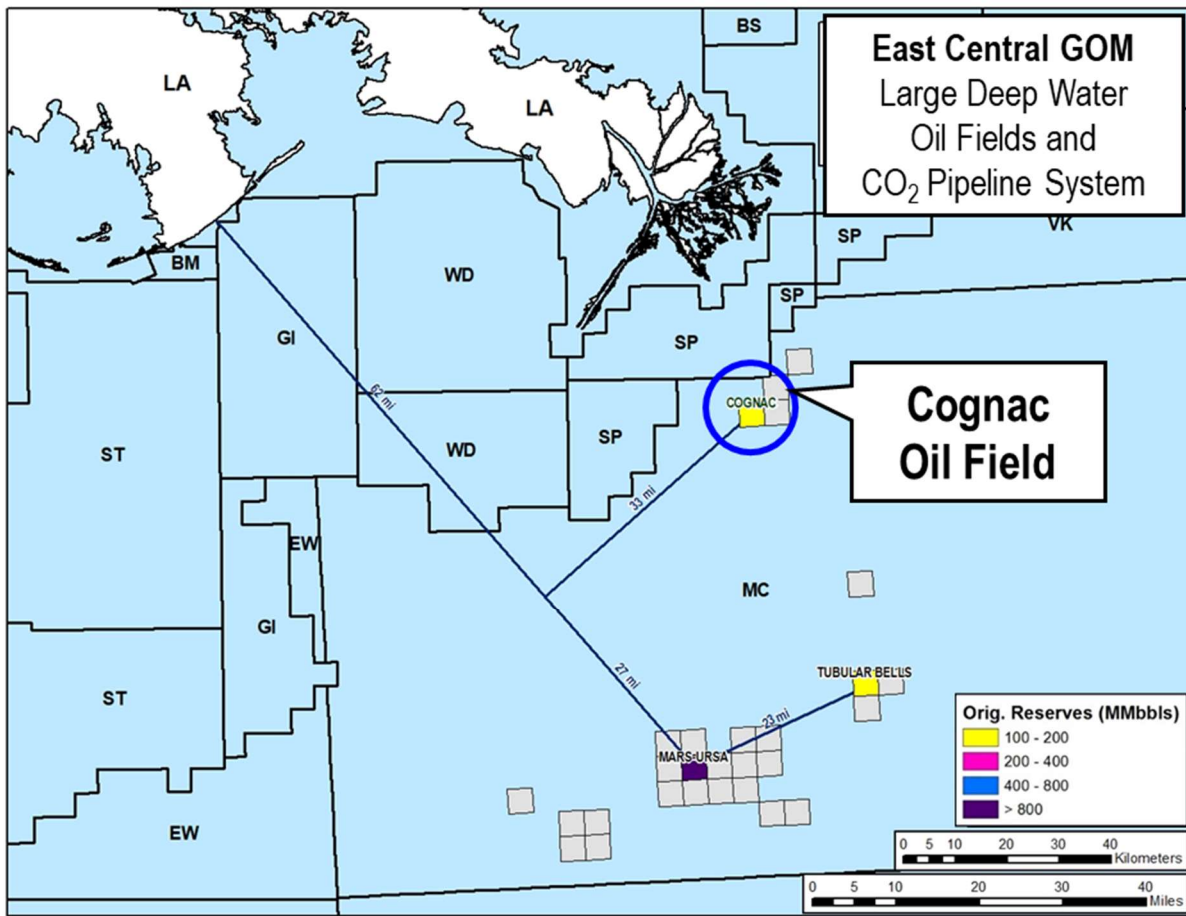 BS
East Central GOM
Large Deep Water
Oil Fields and
CO₂ Pipeline System
LA
LA
SP
VK
BM
WD
SP
GI
SP
62 mi
COGNAC
Cognac
Oil Field
ST
WD
SP
33 mi
EW
MC
GI
27 mi
TUBULAR BELLS
ST
23 mi
Orig. Reserves (MMbbls)
100 - 200
200 - 400
400 - 800
> 800
MARS-URSA
EW
0 5 10 20 30 40
Kilometers
0 5 10 20 30 40
Miles